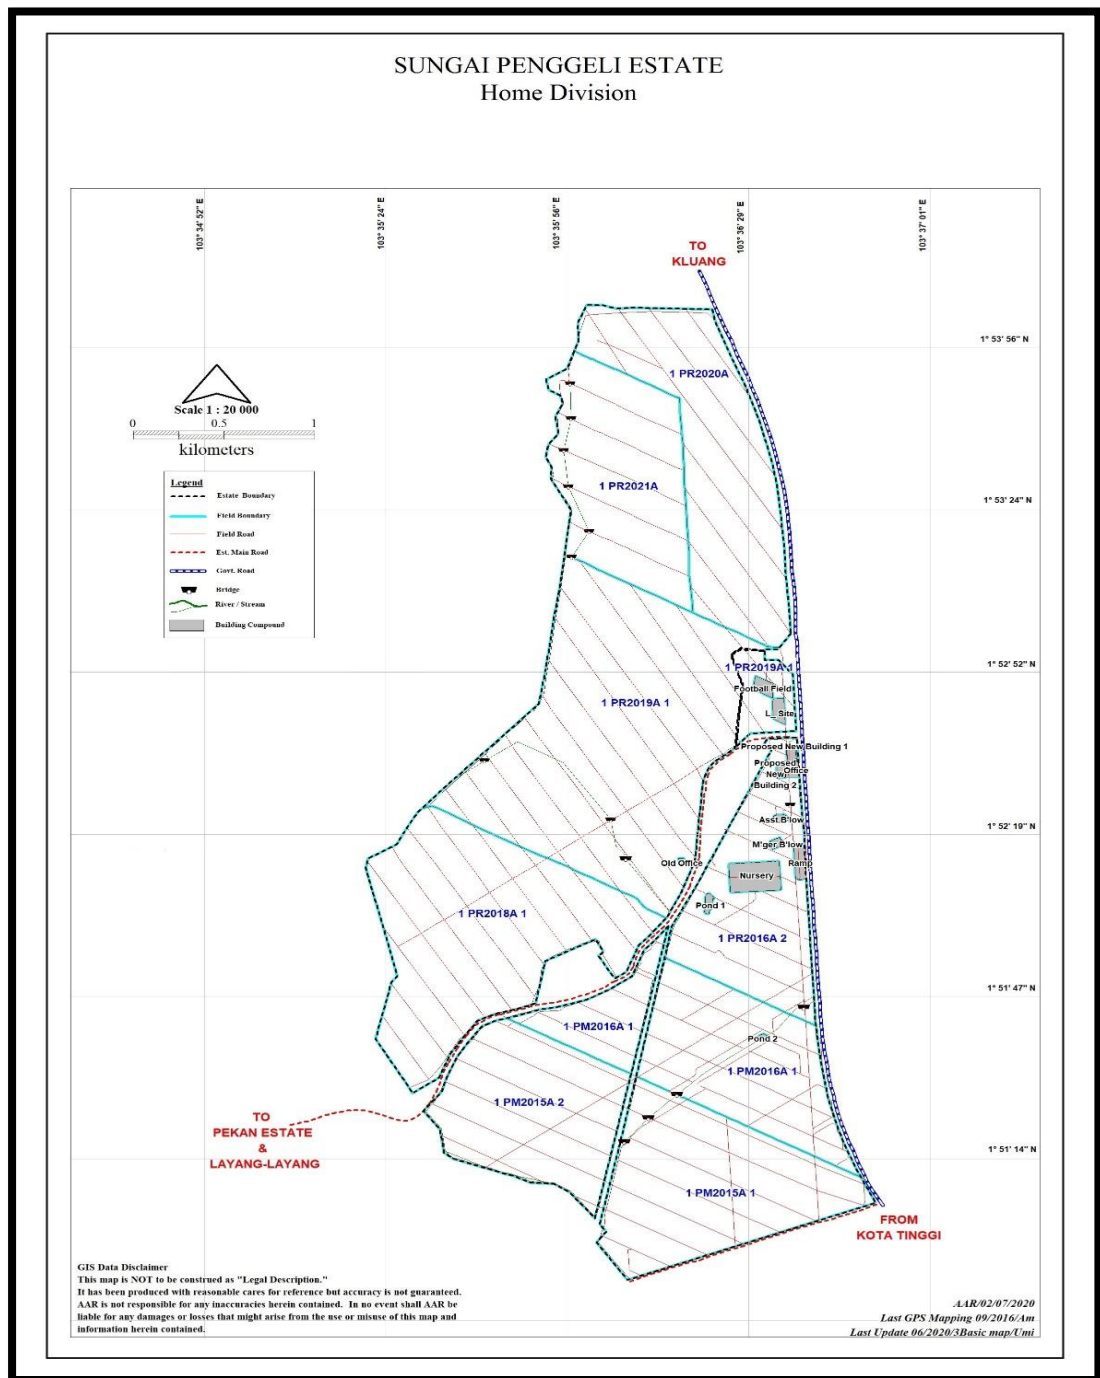 SUNGAI PENGGELI ESTATE
Home Division
103° 34' 52" E
103° 35' 24" E
103° 35' 56" E
103° 36' 29" E
103° 37' 01" E
TO
KLUANG
1° 53' 56" N
1 PR2020A
Scale 1 : 20 000
0 0.5 1
kilometers
Legend
Estate Boundary
Field Boundary
Field Road
Est. Main Road
Govt. Road
Bridge
River / Stream
Building Compound
1 PR2021A
1° 53' 24" N
1 PR2019A 1
1° 52' 52" N
Football Field
L_ Site
1 PR2019A 1
Proposed New Building 1
Proposed
New
Building 2
Office
Asst B'low
1° 52' 19" N
M'ger B'low
Old Office
Ramp
Nursery
Pond 1
1 PR2018A 1
1 PR2016A 2
1° 51' 47" N
1 PM2016A 1
Pond 2
1 PM2016A 1
1 PM2015A 2
TO
PEKAN ESTATE
&
LAYANG-LAYANG
1° 51' 14" N
1 PM2015A 1
FROM
KOTA TINGGI
GIS Data Disclaimer
This map is NOT to be construed as "Legal Description."
It has been produced with reasonable cares for reference but accuracy is not guaranteed.
AAR is not responsible for any inaccuracies herein contained. In no event shall AAR be
liable for any damages or losses that might arise from the use or misuse of this map and
information herein contained.
AAR/02/07/2020
Last GPS Mapping 09/2016/Am
Last Update 06/2020/3Basic map/Umi